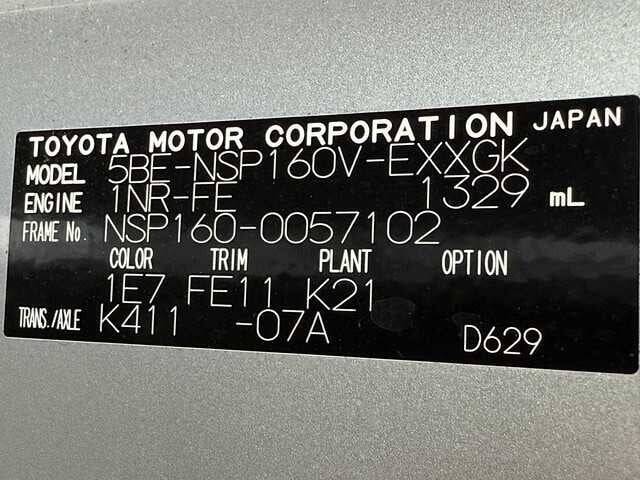 TOYOTA MOTOR CORPORATION JAPAN
MODEL 5BE-NSP160V-EXXGK
ENGINE 1NR-FE 1329 mL
FRAME No. NSP160-0057102
COLOR TRIM PLANT OPTION
1E7 FE11 K21
TRANS./AXLE K411 -07A D629